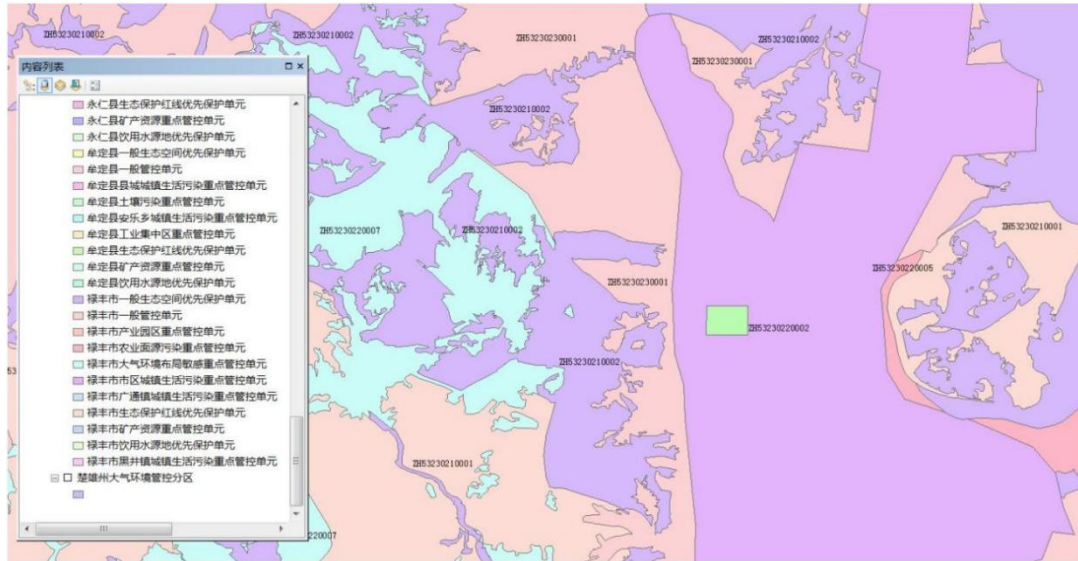 ZH53230210002
ZH53230210002
ZH53230230001
ZH53230210002
ZH53230230001
内容列表
永仁县生态保护红线优先保护单元
永仁县矿产资源重点管控单元
永仁县饮用水源地优先保护单元
牟定县一般生态空间优先保护单元
牟定县一般管控单元
牟定县县城城镇生活污染重点管控单元
牟定县土壤污染重点管控单元
牟定县安乐乡城镇生活污染重点管控单元
牟定县工业集中区重点管控单元
牟定县生态保护红线优先保护单元
牟定县矿产资源重点管控单元
牟定县饮用水源地优先保护单元
禄丰市一般生态空间优先保护单元
禄丰市一般管控单元
禄丰市产业园区重点管控单元
禄丰市农业面源污染重点管控单元
禄丰市大气环境布局敏感重点管控单元
禄丰市市区城镇生活污染重点管控单元
禄丰市广通镇城镇生活污染重点管控单元
禄丰市生态保护红线优先保护单元
禄丰市矿产资源重点管控单元
禄丰市饮用水源地优先保护单元
禄丰市黑井镇城镇生活污染重点管控单元
楚雄州大气环境管控分区
ZH53230210002
ZH53230220007
ZH53230210002
ZH53230210001
ZH53230220005
ZH53230230001
ZH53230220002
ZH53230210002
ZH53230210001
220007